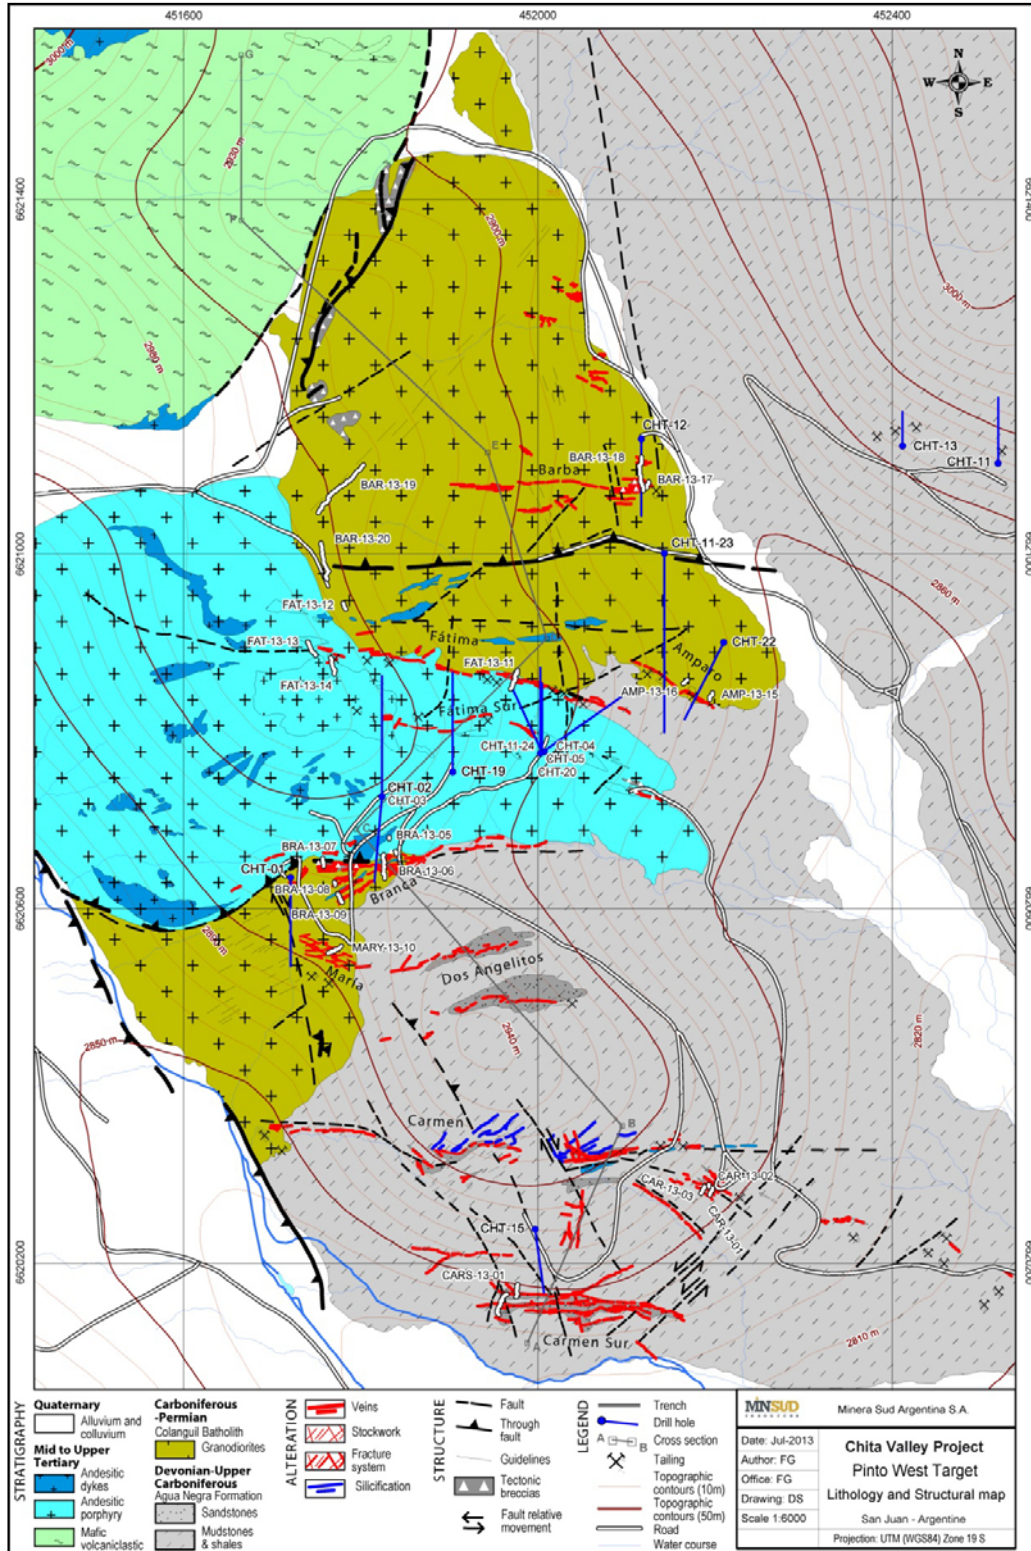 451600
452000
452400
3000 m
G
N
W
E
S
2930 m
F
6621400
6621400
2900 m
3000 m
2980 m
CHT-12
CHT-13
CHT-11
E
BAR-13-18
Barba
BAR-13-17
BAR-13-19
BAR-13-20
CHT-11-23
6621000
6621000
2860 m
FAT-13-12
FAT-13-13
Fátima
CHT-22
FAT-13-11
Amparo
FAT-13-14
AMP-13-16
AMP-13-15
Fátima Sur
CHT-11-24
CHT-04
CHT-05
CHT-19
CHT-20
CHT-02
CHT-03
BRA-13-05
BRA-13-07
CHT-01
BRA-13-06
BRA-13-08
Branca
BRA-13-09
6620600
6620600
MARY-13-10
María
Dos Angelitos
2850 m
2940 m
2820 m
Carmen
B
CAR-13-02
CAR-13-03
CAR-13-01
CHT-15
6620200
6620200
CARS-13-01
Carmen Sur
A
2810 m
STRATIGRAPHY
Quaternary
Alluvium and
colluvium
Mid to Upper
Tertiary
Andesitic
dykes
Andesitic
porphyry
Mafic
volcaniclastic
Carboniferous
-Permian
Colanguil Batholith
Granodiorites
Devonian-Upper
Carboniferous
Agua Negra Formation
Sandstones
Mudstones
& shales
ALTERATION
Veins
Stockwork
Fracture
system
Silicification
STRUCTURE
Fault
Through
fault
Guidelines
Tectonic
breccias
Fault relative
movement
LEGEND
Trench
Drill hole
A
B
Cross section
Tailing
Topographic
contours (10m)
Topographic
contours (50m)
Road
Water course
MINSUD
Minera Sud Argentina S.A.
Date: Jul-2013
Author: FG
Office: FG
Drawing: DS
Scale 1:6000
Chita Valley Project
Pinto West Target
Lithology and Structural map
San Juan - Argentine
Projection: UTM (WGS84) Zone 19 S